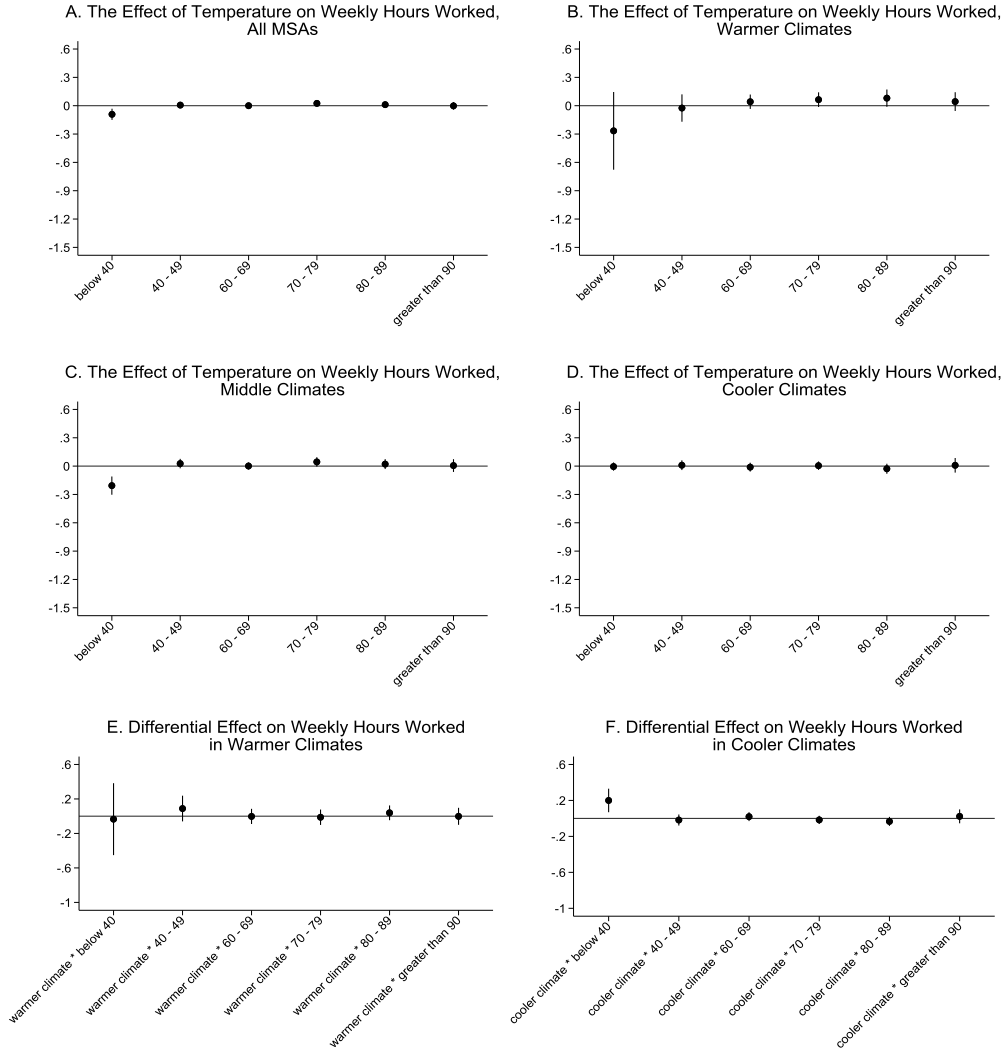 A. The Effect of Temperature on Weekly Hours Worked,
All MSAs
.6
.3
0
-.3
-.6
-.9
-1.2
-1.5
below 40
40 - 49
60 - 69
70 - 79
80 - 89
greater than 90
B. The Effect of Temperature on Weekly Hours Worked,
Warmer Climates
.6
.3
0
-.3
-.6
-.9
-1.2
-1.5
below 40
40 - 49
60 - 69
70 - 79
80 - 89
greater than 90
C. The Effect of Temperature on Weekly Hours Worked,
Middle Climates
.6
.3
0
-.3
-.6
-.9
-1.2
-1.5
below 40
40 - 49
60 - 69
70 - 79
80 - 89
greater than 90
D. The Effect of Temperature on Weekly Hours Worked,
Cooler Climates
.6
.3
0
-.3
-.6
-.9
-1.2
-1.5
below 40
40 - 49
60 - 69
70 - 79
80 - 89
greater than 90
E. Differential Effect on Weekly Hours Worked
in Warmer Climates
.6
.2
-.2
-.6
-1
warmer climate * below 40
warmer climate * 40 - 49
warmer climate * 60 - 69
warmer climate * 70 - 79
warmer climate * 80 - 89
warmer climate * greater than 90
F. Differential Effect on Weekly Hours Worked
in Cooler Climates
.6
.2
-.2
-.6
-1
cooler climate * below 40
cooler climate * 40 - 49
cooler climate * 60 - 69
cooler climate * 70 - 79
cooler climate * 80 - 89
cooler climate * greater than 90